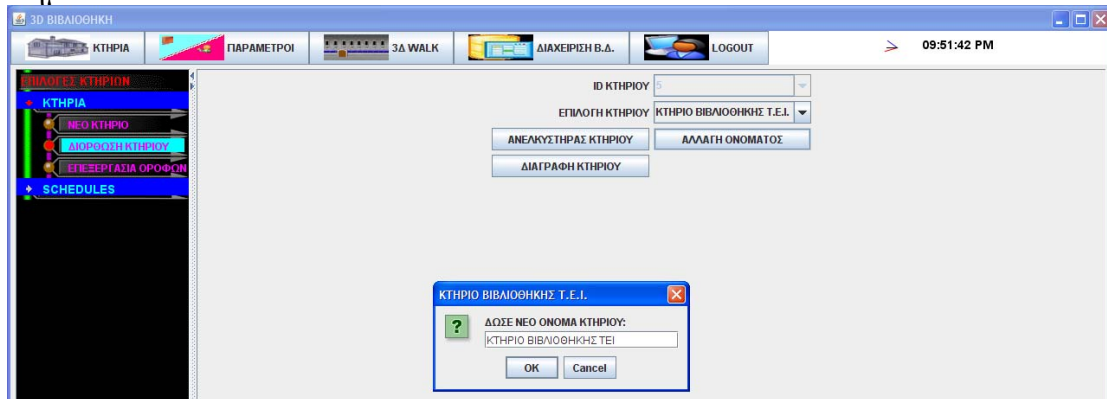 3D ΒΙΒΛΙΟΘΗΚΗ
ΚΤΗΡΙΑ ΠΑΡΑΜΕΤΡΟΙ 3Δ WALK ΔΙΑΧΕΙΡΙΣΗ Β.Δ. LOGOUT 09:51:42 PM
ΕΠΙΛΟΓΕΣ ΚΤΗΡΙΩΝ
ΚΤΗΡΙΑ
ΝΕΟ ΚΤΗΡΙΟ
ΔΙΟΡΘΩΣΗ ΚΤΗΡΙΟΥ
ΕΠΕΞΕΡΓΑΣΙΑ ΟΡΟΦΩΝ
SCHEDULES
ID ΚΤΗΡΙΟΥ 5
ΕΠΙΛΟΓΗ ΚΤΗΡΙΟΥ ΚΤΗΡΙΟ ΒΙΒΛΙΟΘΗΚΗΣ Τ.Ε.Ι.
ΑΝΕΛΚΥΣΤΗΡΑΣ ΚΤΗΡΙΟΥ ΑΛΛΑΓΗ ΟΝΟΜΑΤΟΣ
ΔΙΑΓΡΑΦΗ ΚΤΗΡΙΟΥ
ΚΤΗΡΙΟ ΒΙΒΛΙΟΘΗΚΗΣ Τ.Ε.Ι.
ΔΩΣΕ ΝΕΟ ΟΝΟΜΑ ΚΤΗΡΙΟΥ:
ΚΤΗΡΙΟ ΒΙΒΛΙΟΘΗΚΗΣ ΤΕΙ
OK Cancel